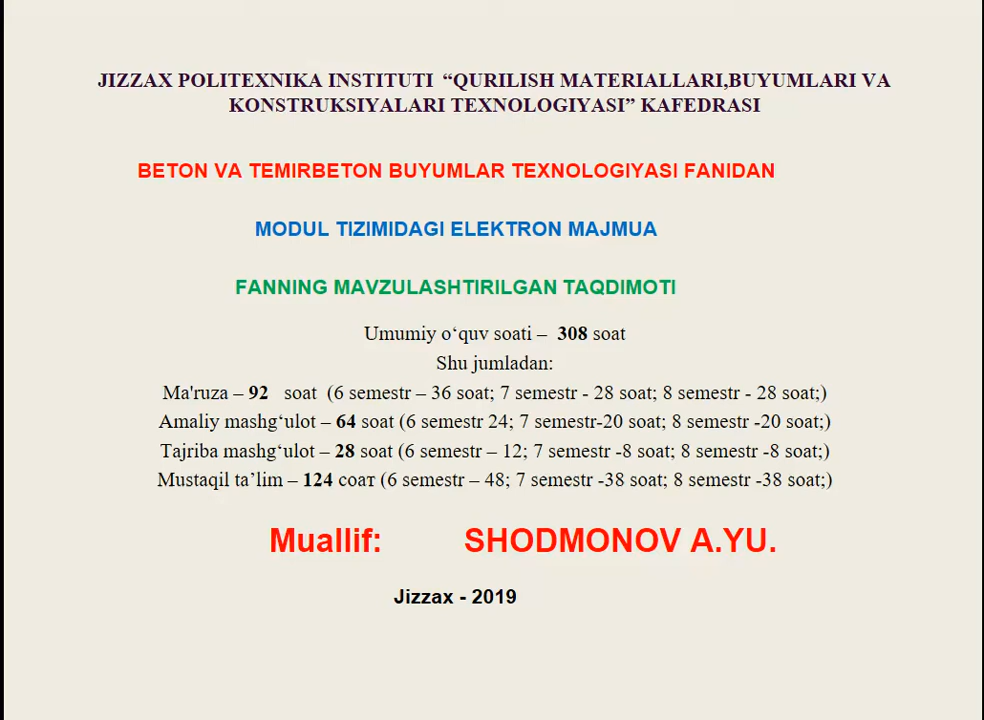 JIZZAX POLITEXNIKA INSTITUTI “QURILISH MATERIALLARI,BUYUMLARI VA
KONSTRUKSIYALARI TEXNOLOGIYASI” KAFEDRASI
BETON VA TEMIRBETON BUYUMLAR TEXNOLOGIYASI FANIDAN
MODUL TIZIMIDAGI ELEKTRON MAJMUA
FANNING MAVZULASHTIRILGAN TAQDIMOTI
Umumiy o‘quv soati – 308 soat
Shu jumladan:
Ma'ruza – 92 soat (6 semestr – 36 soat; 7 semestr - 28 soat; 8 semestr - 28 soat;)
Amaliy mashg‘ulot – 64 soat (6 semestr 24; 7 semestr-20 soat; 8 semestr -20 soat;)
Tajriba mashg‘ulot – 28 soat (6 semestr – 12; 7 semestr -8 soat; 8 semestr -8 soat;)
Mustaqil ta’lim – 124 соат (6 semestr – 48; 7 semestr -38 soat; 8 semestr -38 soat;)
Muallif: SHODMONOV A.YU.
Jizzax - 2019